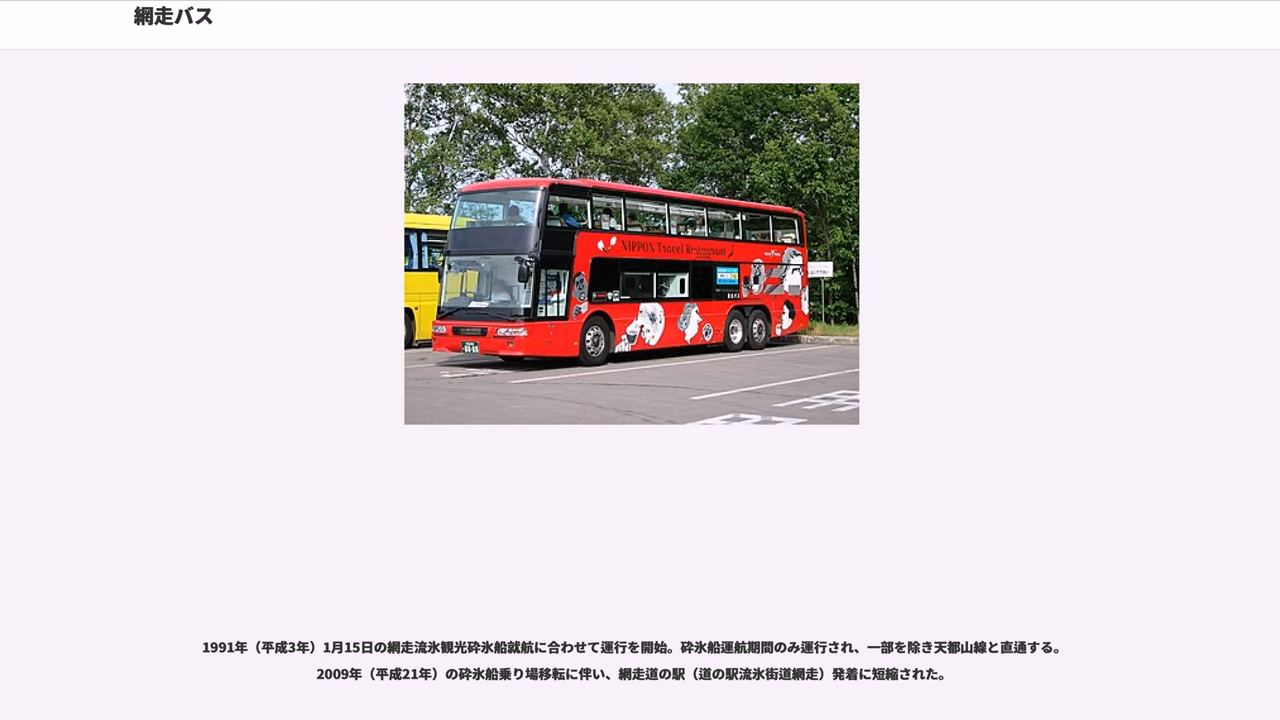 網走バス
NIPPON Travel Restaurant
1991年（平成3年）1月15日の網走流氷観光砕氷船就航に合わせて運行を開始。砕氷船運航期間のみ運行され、一部を除き天都山線と直通する。
2009年（平成21年）の砕氷船乗り場移転に伴い、網走道の駅（道の駅流氷街道網走）発着に短縮された。